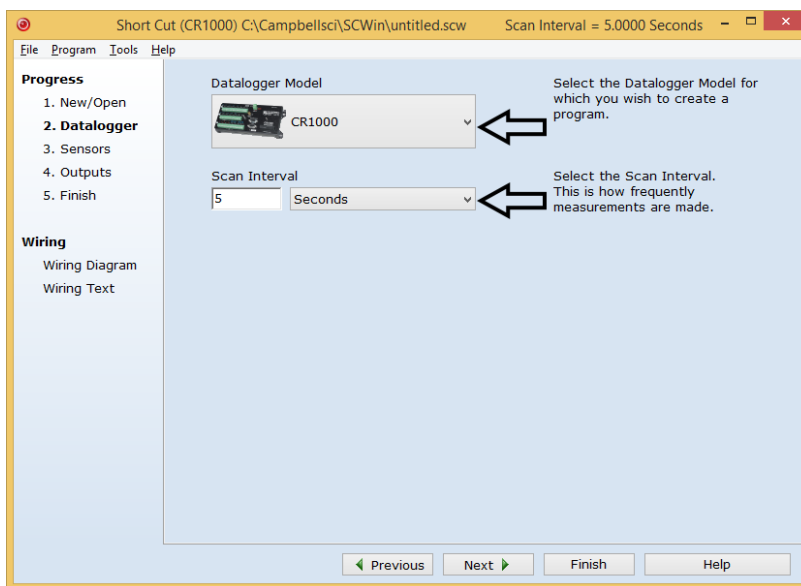 Short Cut (CR1000) C:\Campbellsci\SCWin\untitled.scw Scan Interval = 5.0000 Seconds
File Program Tools Help
Progress
1. New/Open
2. Datalogger
3. Sensors
4. Outputs
5. Finish
Wiring
Wiring Diagram
Wiring Text
Datalogger Model
CR1000
Select the Datalogger Model for
which you wish to create a
program.
Scan Interval
5 Seconds
Select the Scan Interval.
This is how frequently
measurements are made.
Previous Next Finish Help